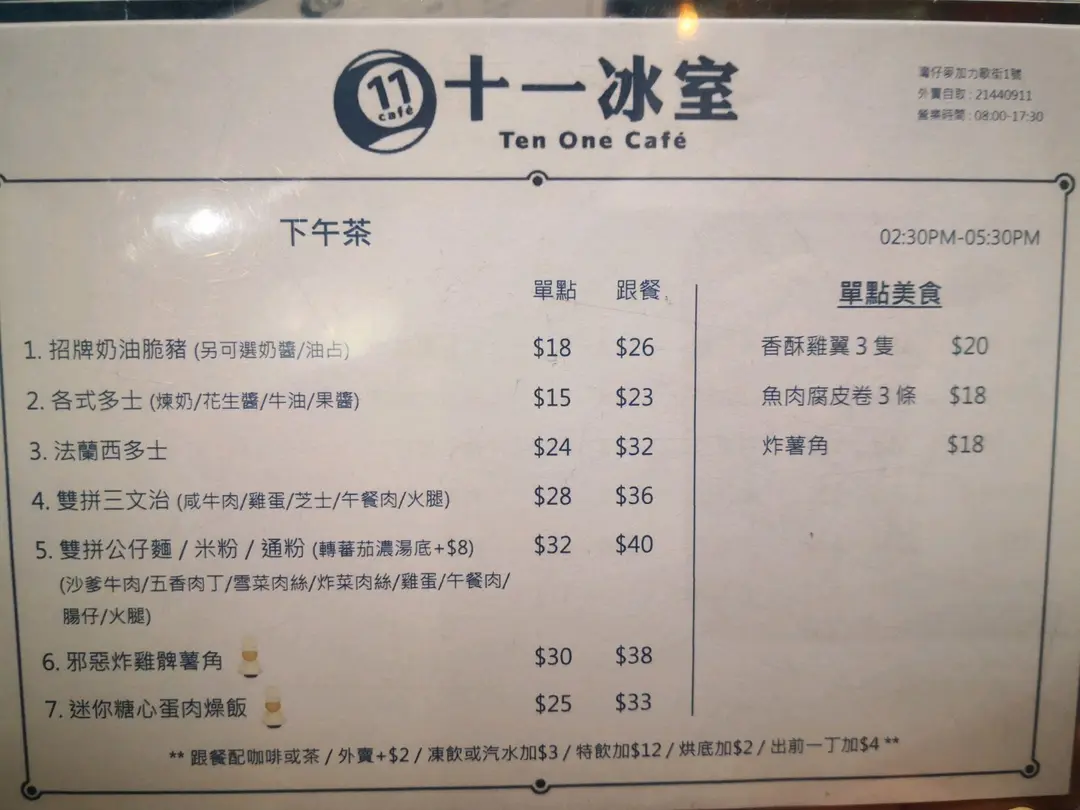 11
café
十一冰室
Ten One Café
灣仔麥加力歌街1號
外賣自取 : 21440911
營業時間 : 08:00-17:30
下午茶
02:30PM-05:30PM
單點 跟餐
1. 招牌奶油脆豬 (另可選奶醬/油占) $18 $26
2. 各式多士 (煉奶/花生醬/牛油/果醬) $15 $23
3. 法蘭西多士 $24 $32
4. 雙拼三文治 (咸牛肉/雞蛋/芝士/午餐肉/火腿) $28 $36
5. 雙拼公仔麵 / 米粉 / 通粉 (轉蕃茄濃湯底+$8) $32 $40
(沙爹牛肉/五香肉丁/雪菜肉絲/炸菜肉絲/雞蛋/午餐肉/
腸仔/火腿)
6. 邪惡炸雞髀薯角 $30 $38
7. 迷你糖心蛋肉燥飯 $25 $33
單點美食
香酥雞翼 3 隻 $20
魚肉腐皮卷 3 條 $18
炸薯角 $18
** 跟餐配咖啡或茶 / 外賣+$2 / 凍飲或汽水加$3 / 特飲加$12 / 烘底加$2 / 出前一丁加$4 **